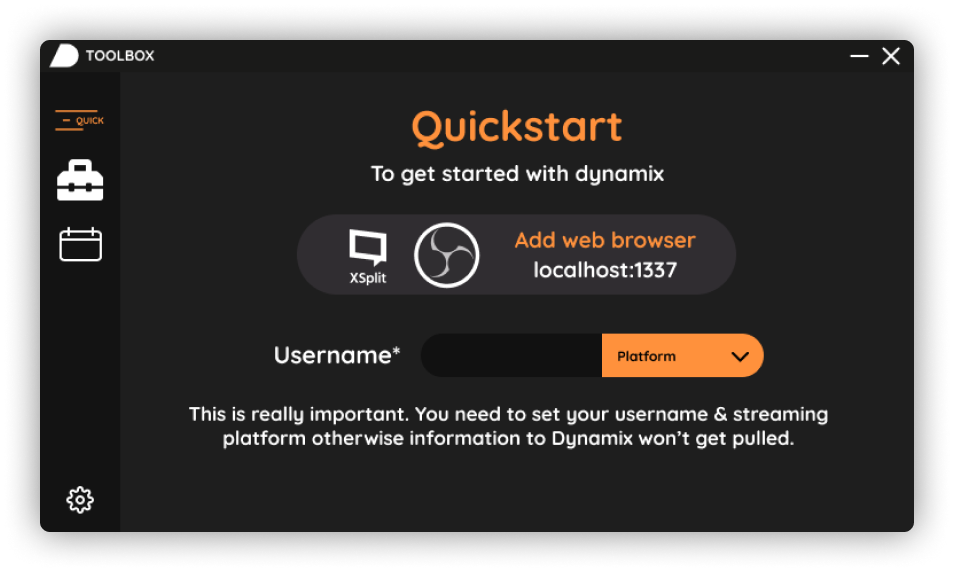 TOOLBOX
QUICK
Quickstart
To get started with dynamix
XSplit
Add web browser
localhost:1337
Username*
Platform
This is really important. You need to set your username & streaming
platform otherwise information to Dynamix won't get pulled.